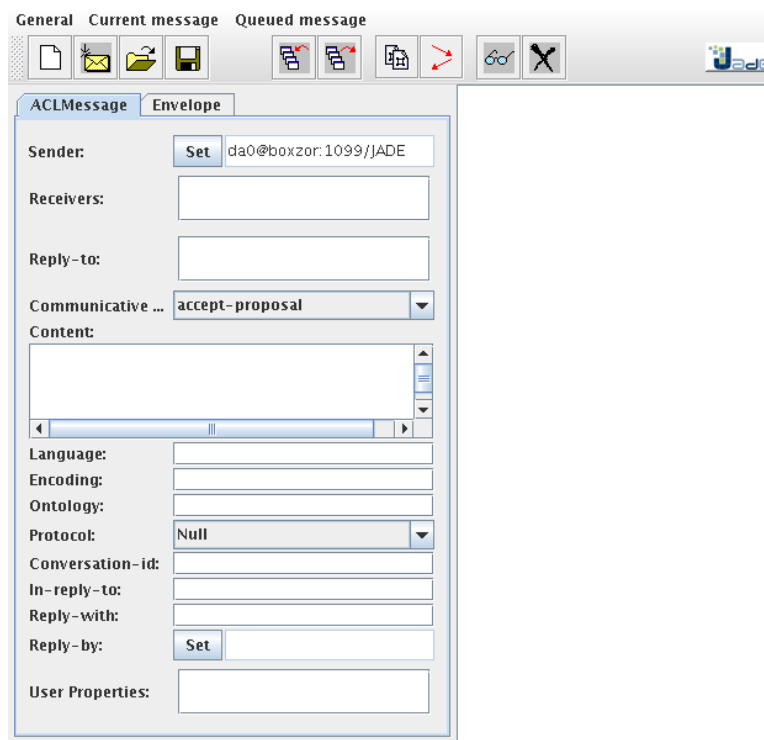 General Current message Queued message
Jade
ACLMessage Envelope
Sender: Set da0@boxzor:1099/JADE
Receivers:
Reply-to:
Communicative ... accept-proposal
Content:
Language:
Encoding:
Ontology:
Protocol: Null
Conversation-id:
In-reply-to:
Reply-with:
Reply-by: Set
User Properties: